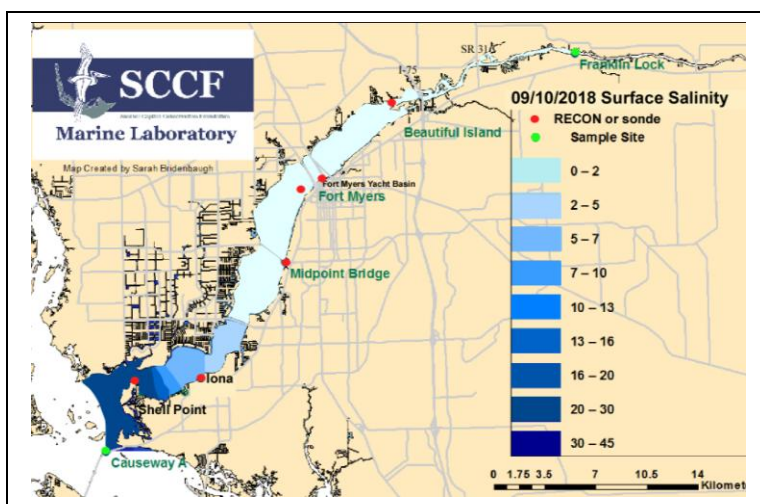 SCCF
Marine Laboratory
Map Created by Sarah Bridenbaugh
SR 31
I-75
Franklin Lock
Beautiful Island
Fort Myers Yacht Basin
Fort Myers
Midpoint Bridge
Iona
Shell Point
Causeway A
09/10/2018 Surface Salinity
RECON or sonde
Sample Site
0 – 2
2 – 5
5 – 7
7 – 10
10 – 13
13 – 16
16 – 20
20 – 30
30 – 45
0 1.75 3.5 7 10.5 14
Kilomete